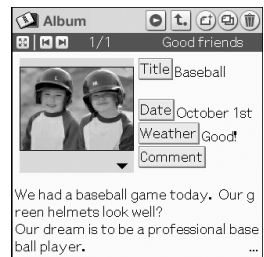 Album
1/1 Good friends
Title Baseball
Date October 1st
Weather Good!
Comment
We had a baseball game today. Our g
reen helmets look well?
Our dream is to be a professional base
ball player. ...